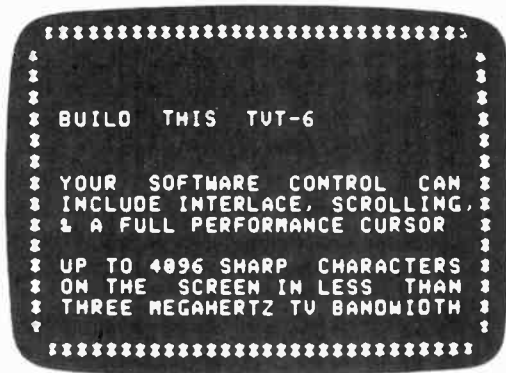 BUILD THIS TVT-6
YOUR SOFTWARE CONTROL CAN
INCLUDE INTERLACE, SCROLLING,
& A FULL PERFORMANCE CURSOR
UP TO 4096 SHARP CHARACTERS
ON THE SCREEN IN LESS THAN
THREE MEGAHERTZ TV BANDWIDTH